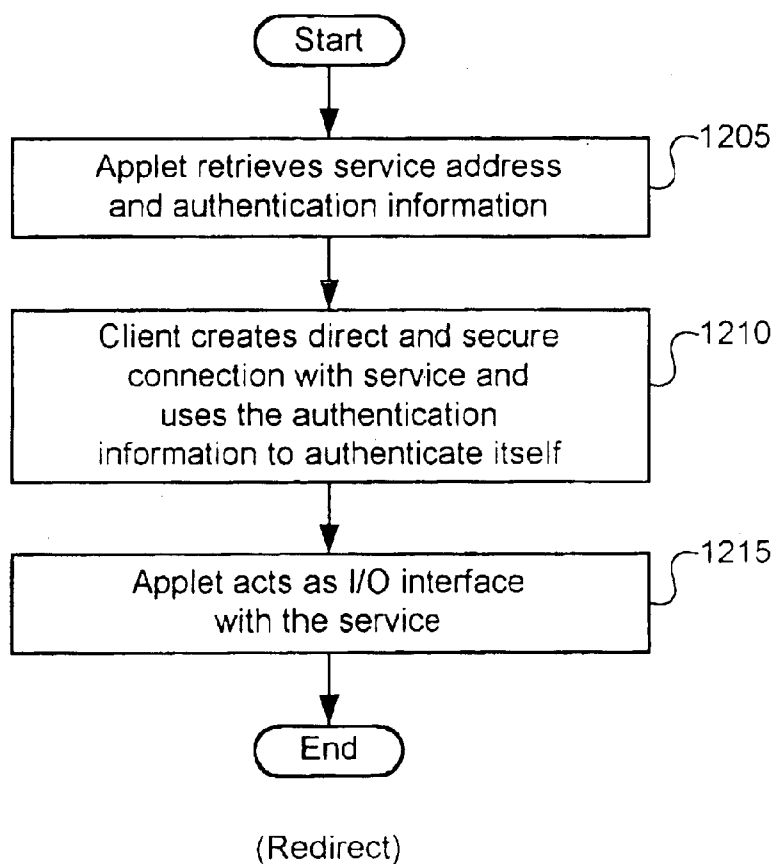 Start
1205
Applet retrieves service address
and authentication information
1210
Client creates direct and secure
connection with service and
uses the authentication
information to authenticate itself
1215
Applet acts as I/O interface
with the service
End
(Redirect)